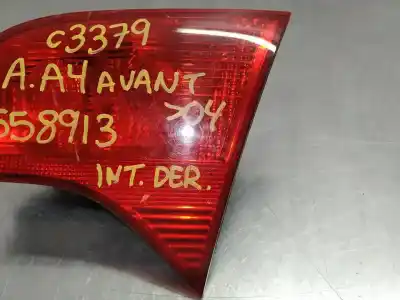 C3379
A.A4 AVANT
>04
558913
INT. DER.